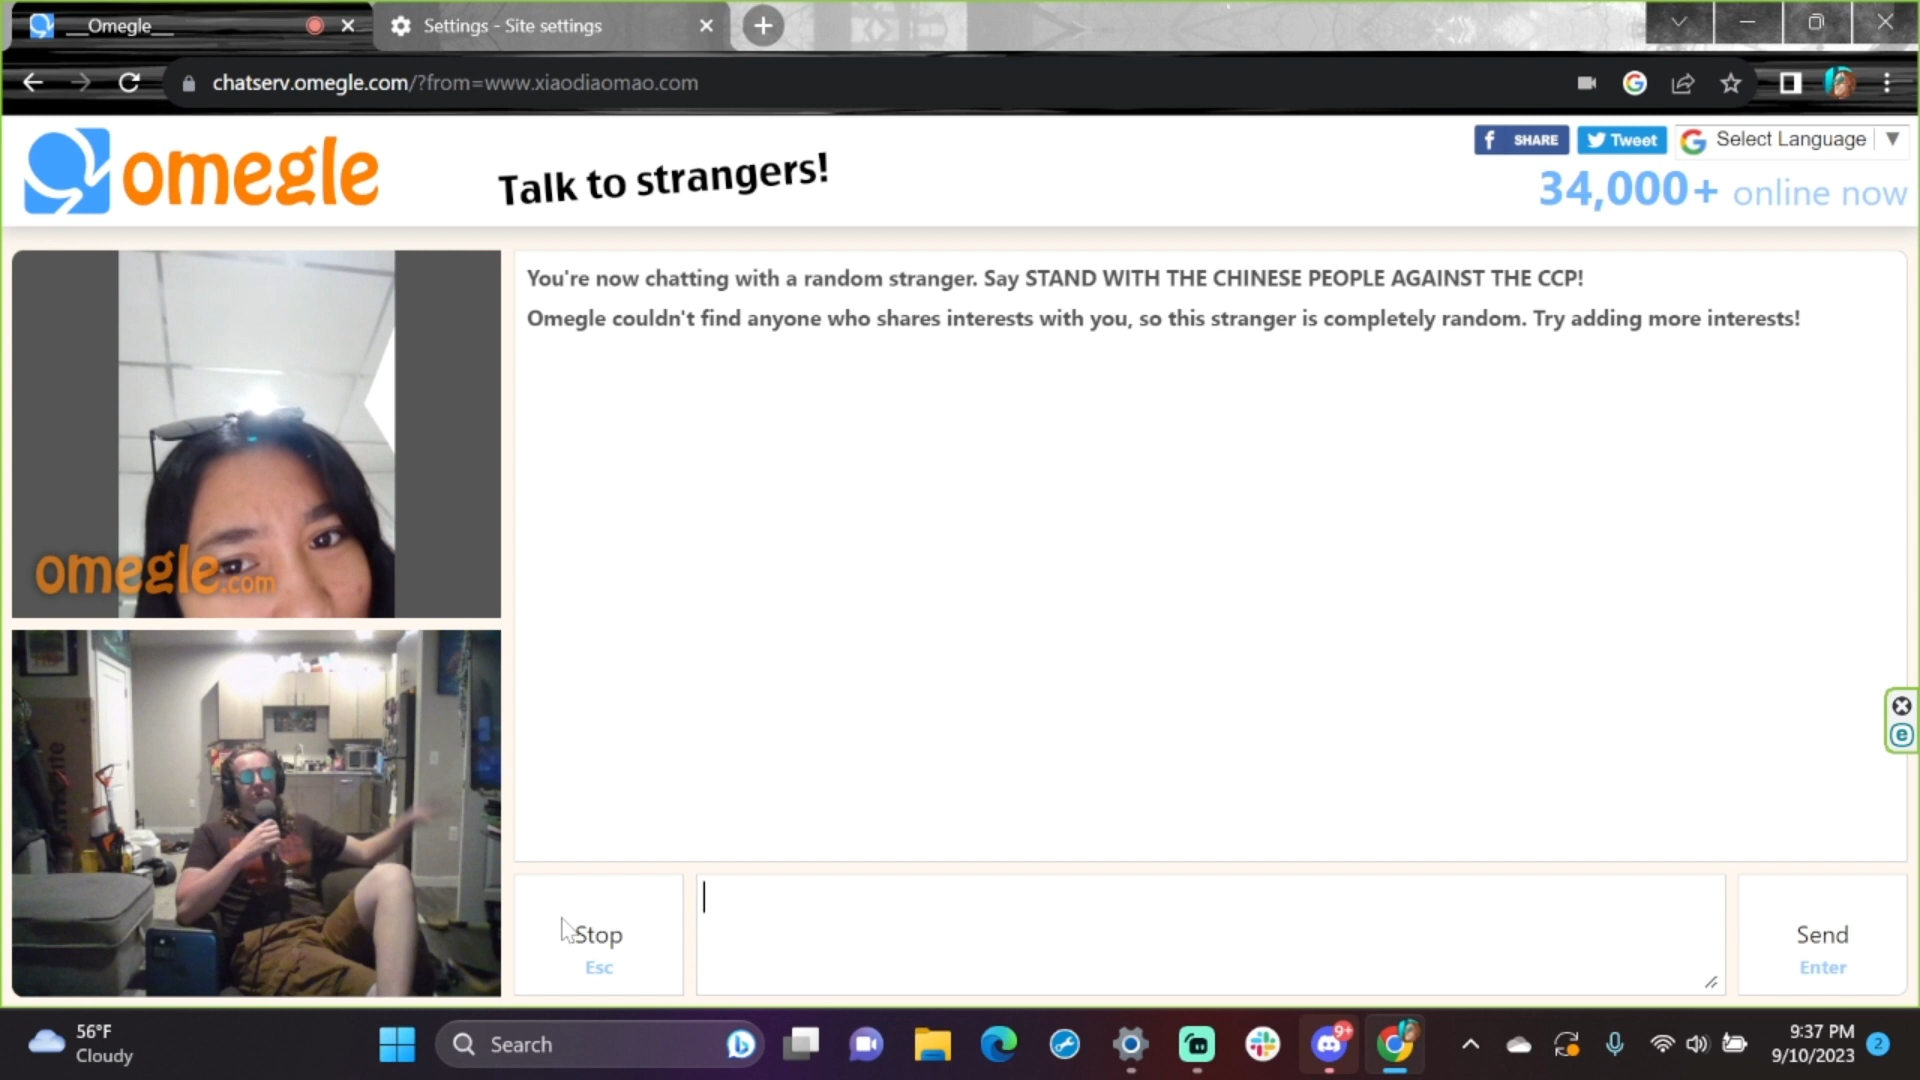 __Omegle__
Settings - Site settings
chatserv.omegle.com/?from=www.xiaodiaomao.com
omegle
Talk to strangers!
f SHARE
Tweet
G Select Language ▼
34,000+ online now
You're now chatting with a random stranger. Say STAND WITH THE CHINESE PEOPLE AGAINST THE CCP!
Omegle couldn't find anyone who shares interests with you, so this stranger is completely random. Try adding more interests!
omegle.com
Stop
Esc
Send
Enter
56°F
Cloudy
Search
9+
9:37 PM
9/10/2023
2